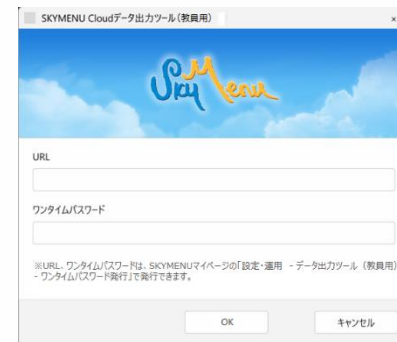 SKYMENU Cloudデータ出力ツール(教員用)
×
Sky Menu
URL
ワンタイムパスワード
※URL、ワンタイムパスワードは、SKYMENUマイページの「設定・運用 - データ出力ツール（教員用）
- ワンタイムパスワード発行」で発行できます。
OK
キャンセル